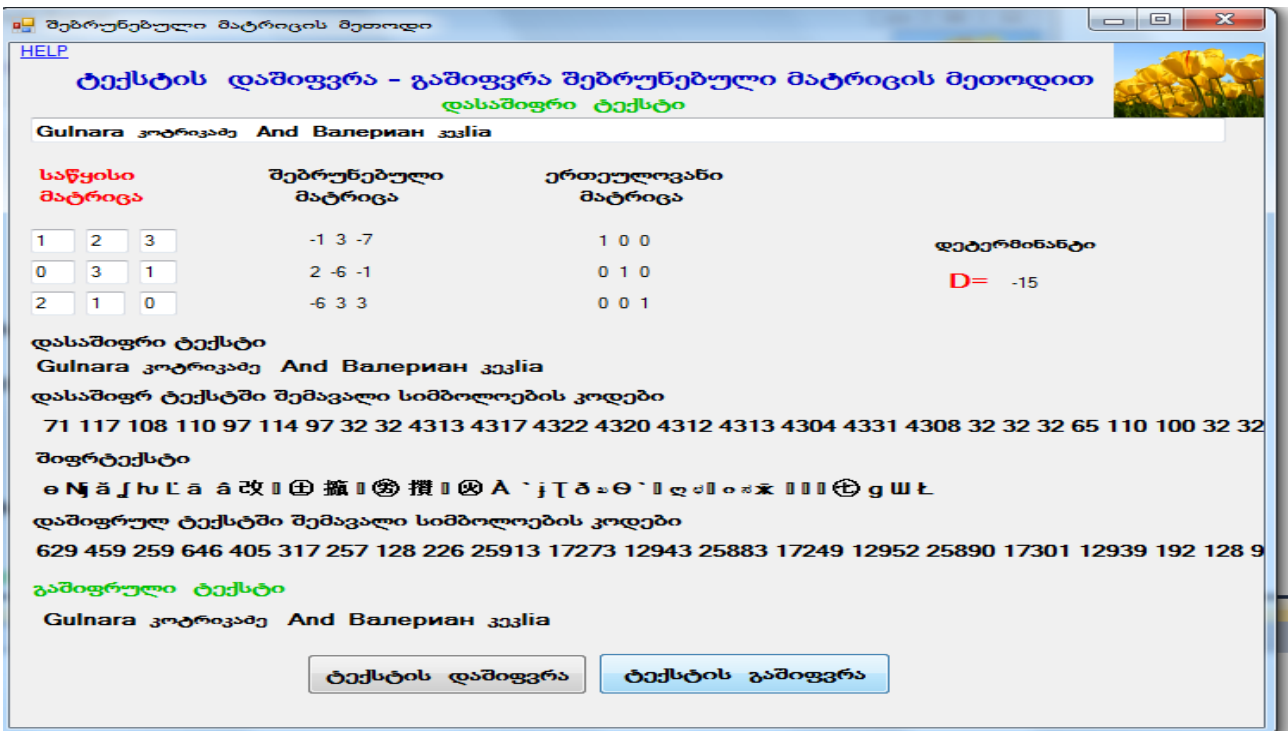 შებრუნებული მატრიცის მეთოდი
HELP
ტექსტის დაშიფვრა - გაშიფვრა შებრუნებული მატრიცის მეთოდით
დასაშიფრი ტექსტი
Gulnara კოტრიკაძე And Валериан კეკlia
საწყისი მატრიცა
შებრუნებული მატრიცა
ერთეულოვანი მატრიცა
1 2 3 -1 3 -7 1 0 0
დეტერმინანტი
0 3 1 2 -6 -1 0 1 0
D= -15
2 1 0 -6 3 3 0 0 1
დასაშიფრი ტექსტი
Gulnara კოტრიკაძე And Валериан კეკlia
დასაშიფრ ტექსტში შემავალი სიმბოლოების კოდები
71 117 108 110 97 114 97 32 32 4313 4317 4322 4320 4312 4313 4304 4331 4308 32 32 32 65 110 100 32 32
შიფრტექსტი
დაშიფრულ ტექსტში შემავალი სიმბოლოების კოდები
629 459 259 646 405 317 257 128 226 25913 17273 12943 25883 17249 12952 25890 17301 12939 192 128 9
გაშიფრული ტექსტი
Gulnara კოტრიკაძე And Валериан კეკlia
ტექსტის დაშიფვრა
ტექსტის გაშიფვრა